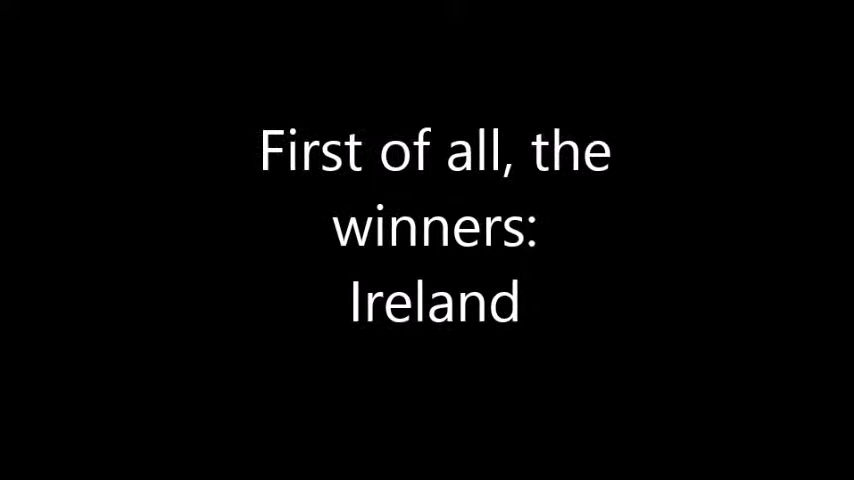 First of all, the
winners:
Ireland